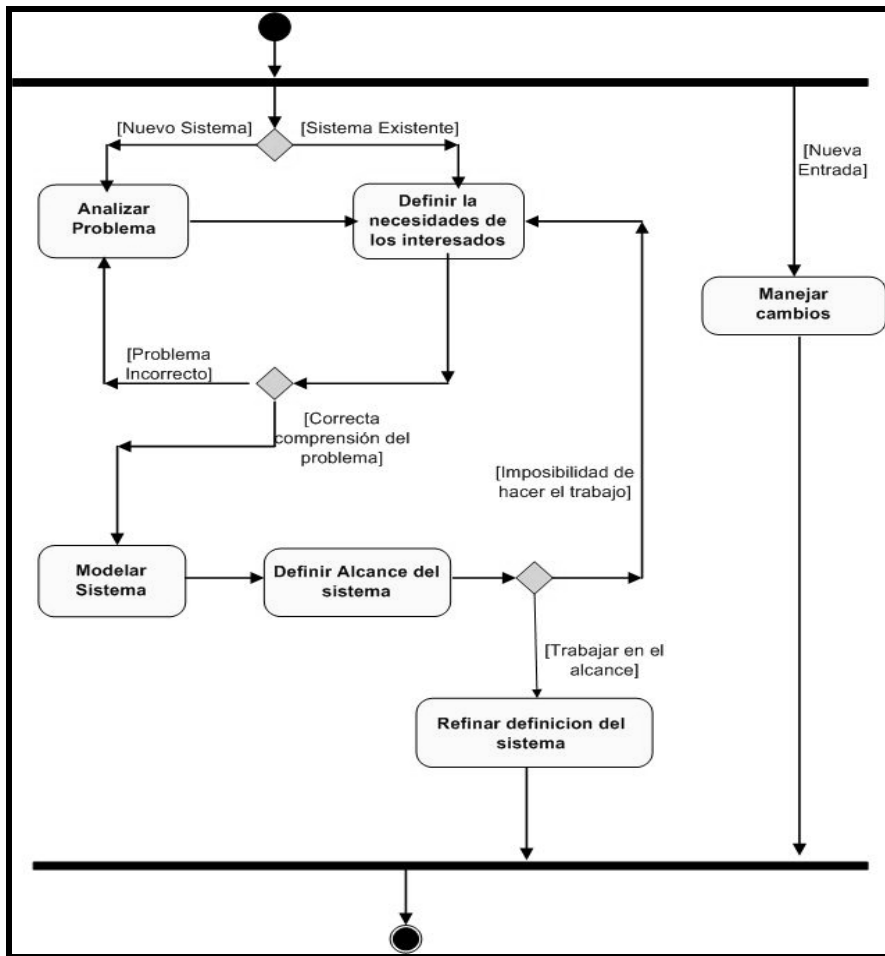 [Nuevo Sistema]
[Sistema Existente]
[Nueva
Entrada]
Analizar
Problema
Definir la
necesidades de
los interesados
Manejar
cambios
[Problema
Incorrecto]
[Correcta
comprensión del
problema]
[Imposibilidad de
hacer el trabajo]
Modelar
Sistema
Definir Alcance del
sistema
[Trabajar en el
alcance]
Refinar definicion del
sistema